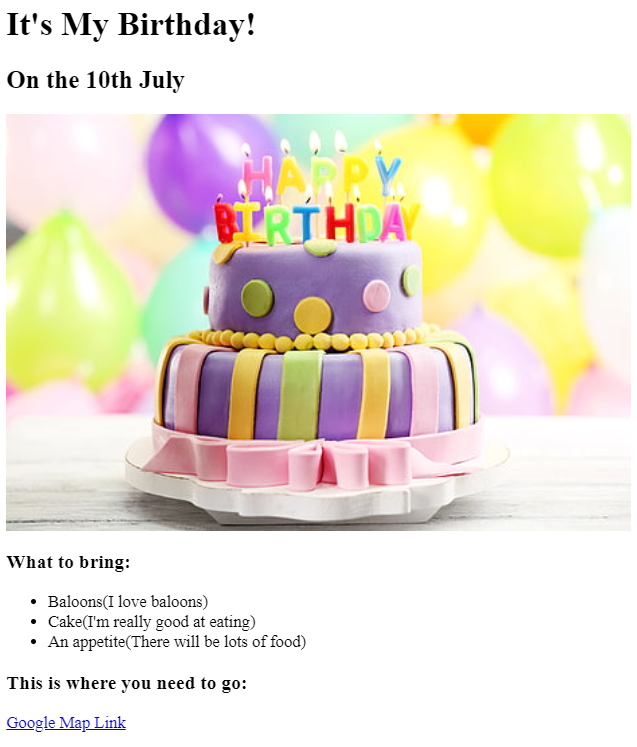 It's My Birthday!
On the 10th July
HAPPY
BIRTHDAY
What to bring:
Baloons(I love baloons)
Cake(I'm really good at eating)
An appetite(There will be lots of food)
This is where you need to go:
Google Map Link